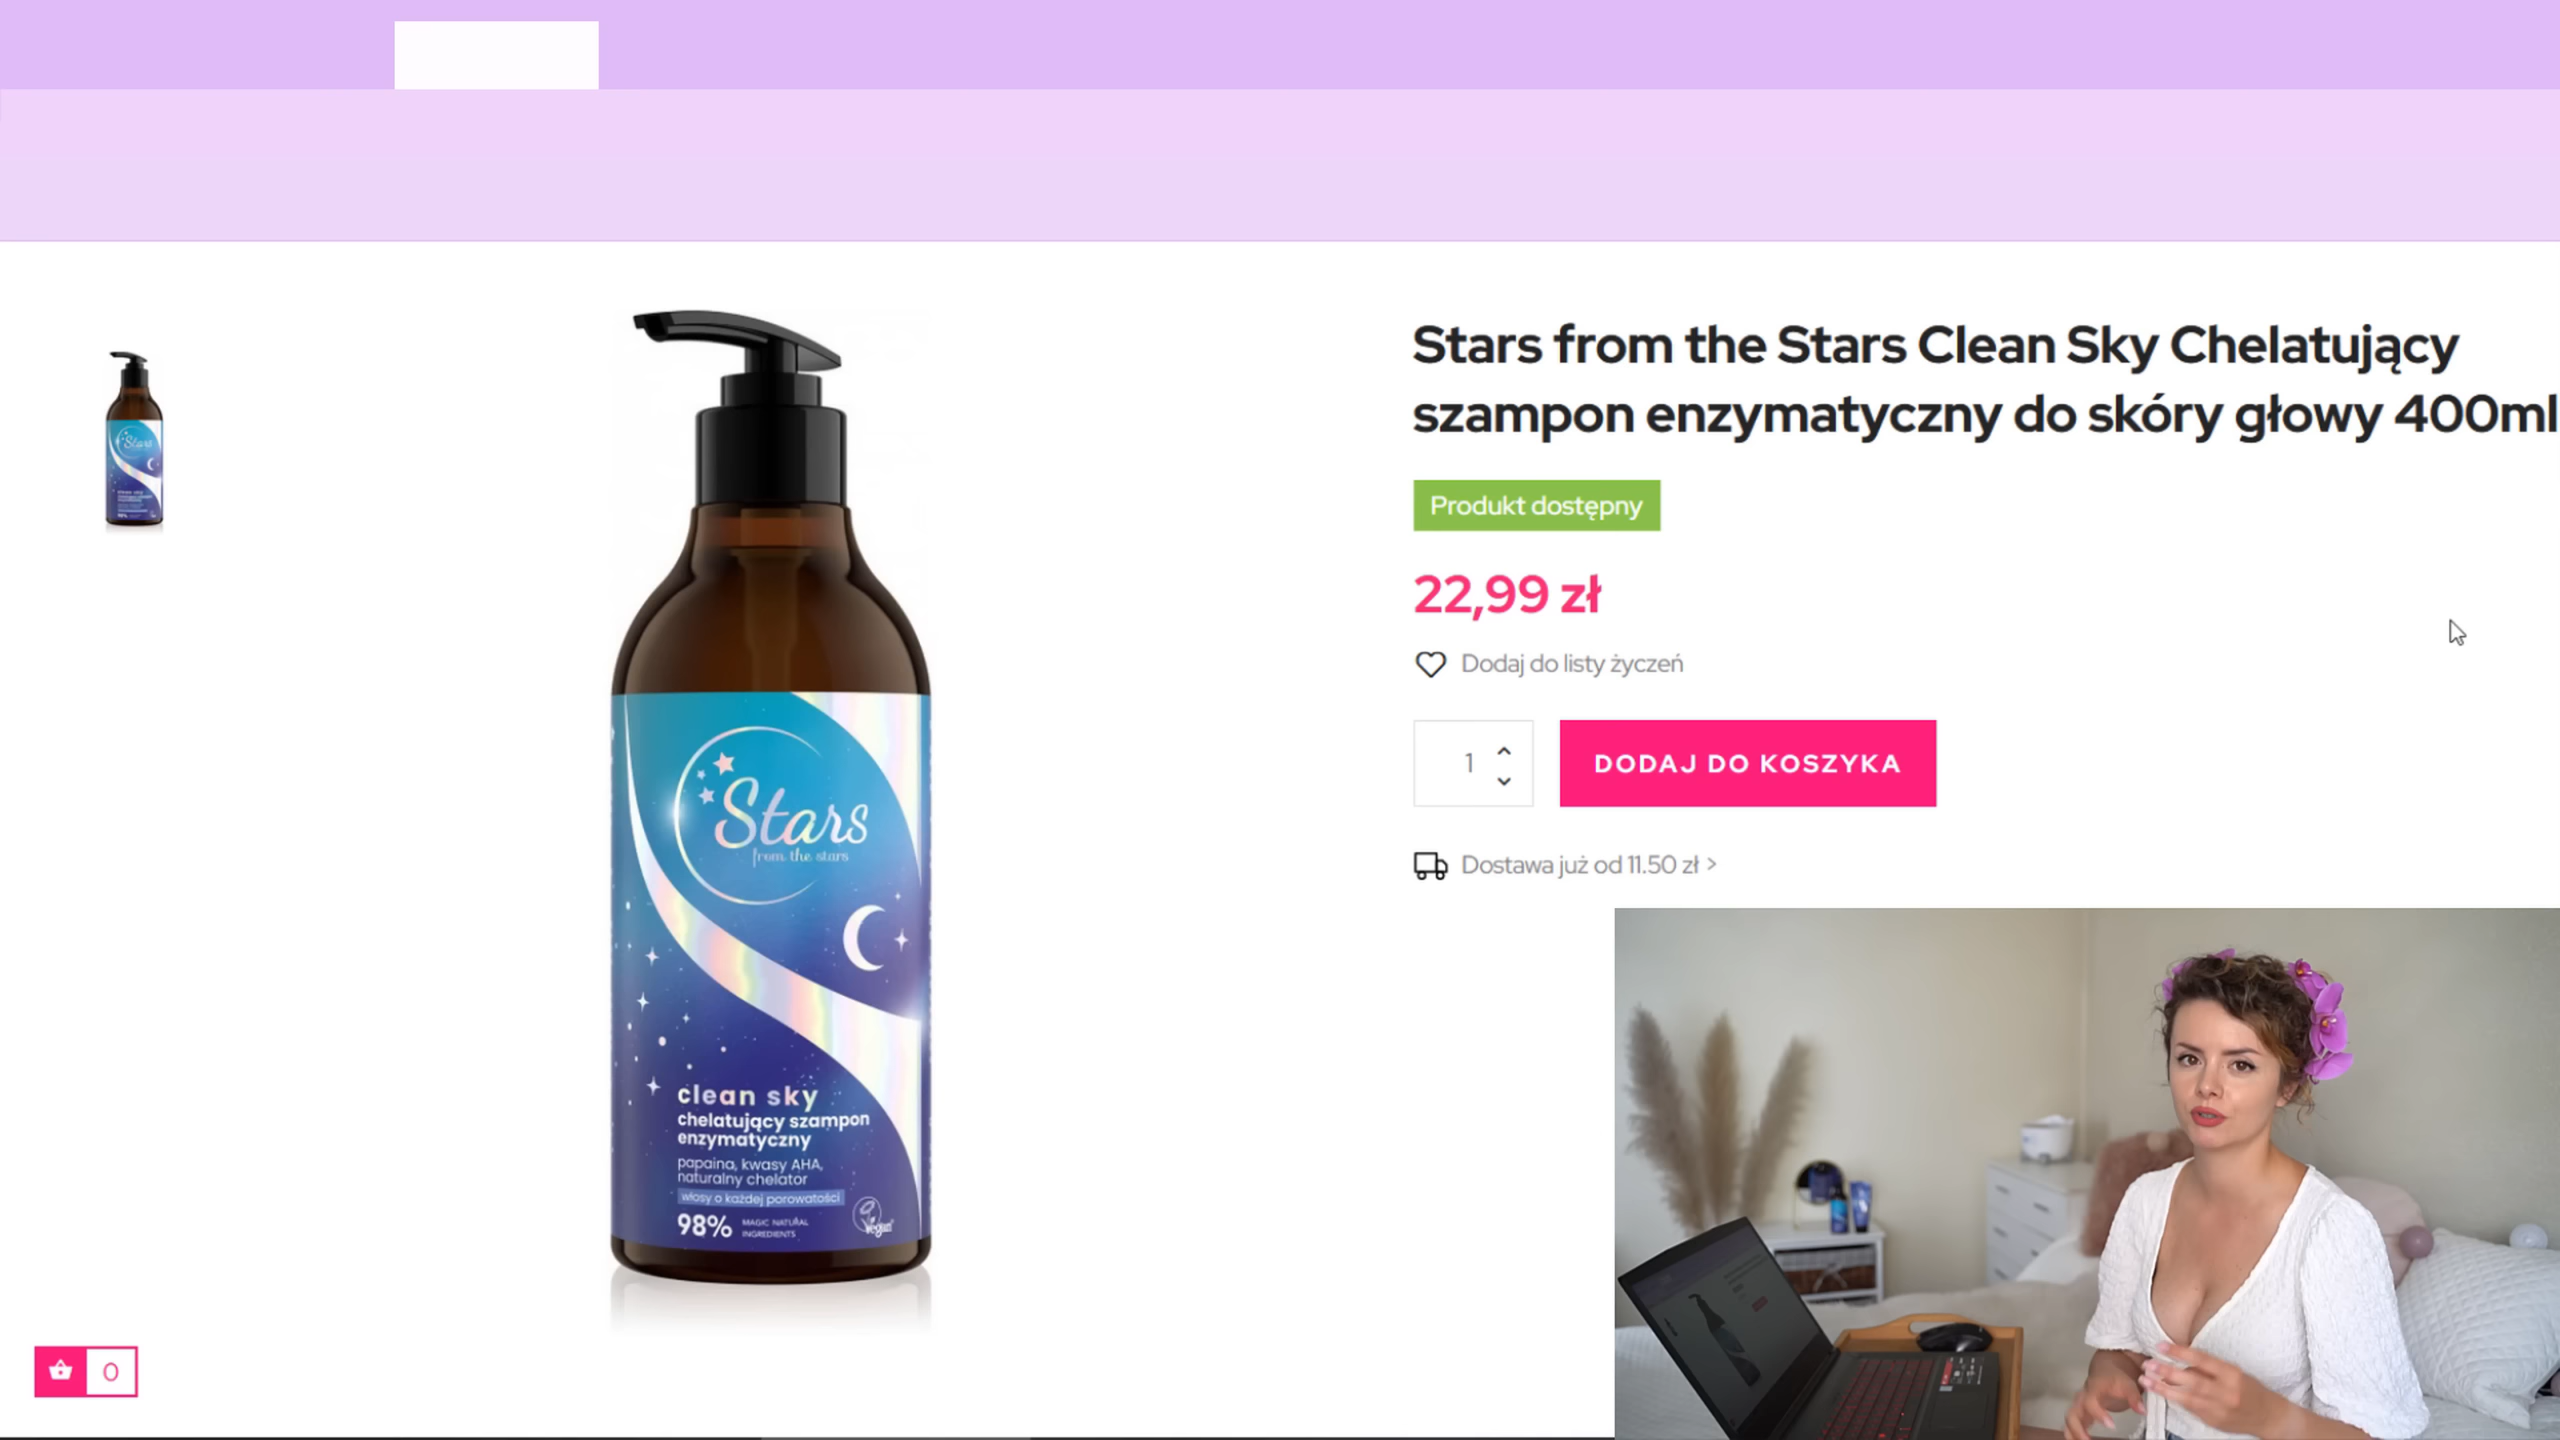 Stars from the Stars Clean Sky Chelatujący
szampon enzymatyczny do skóry głowy 400ml
Produkt dostępny
22,99 zł
Dodaj do listy życzeń
1
DODAJ DO KOSZYKA
Dostawa już od 11.50 zł >
Stars
from the stars
clean sky
chelatujący szampon
enzymatyczny
papaina, kwasy AHA,
naturalny chelator
włosy o każdej porowatości
98% MAGIC NATURAL
INGREDIENTS
vegan
0